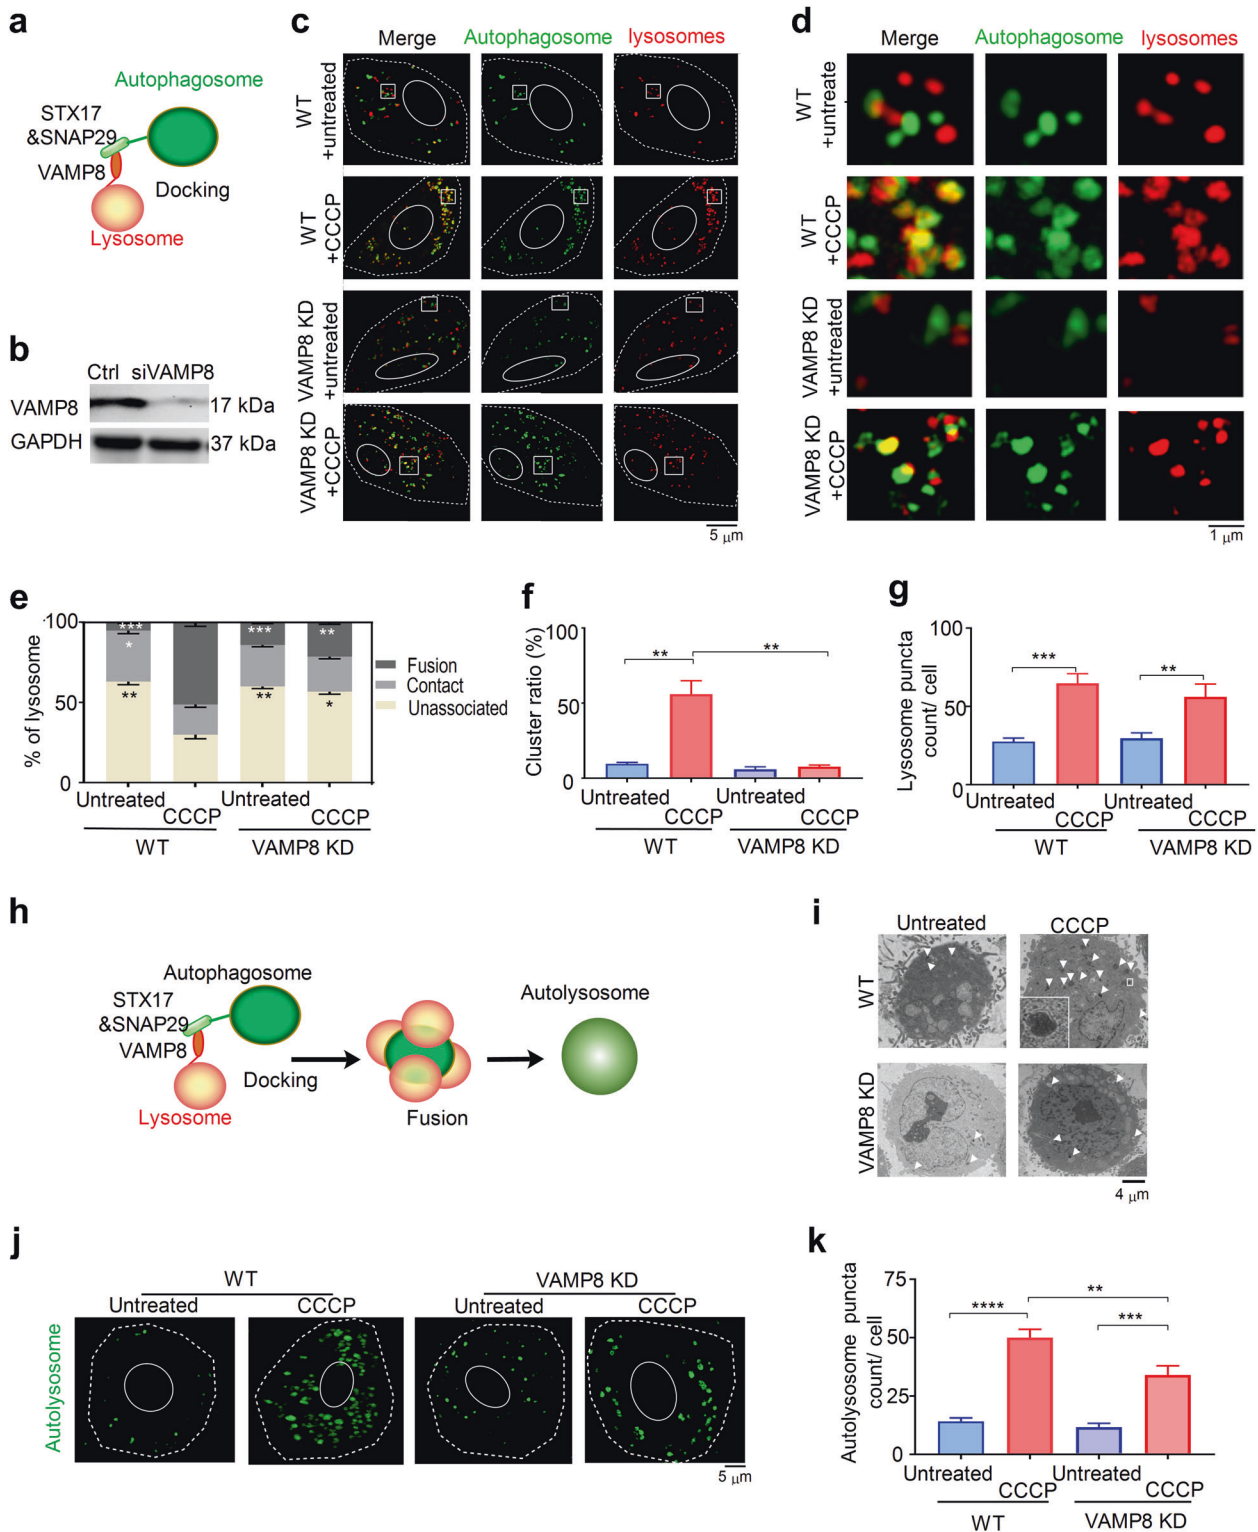 a
Autophagosome
STX17
&SNAP29
VAMP8
Docking
Lysosome
b
Ctrl siVAMP8
VAMP8
17 kDa
GAPDH
37 kDa
c
Merge
Autophagosome
lysosomes
WT
+untreated
WT
+CCCP
VAMP8 KD
+untreated
VAMP8 KD
+CCCP
5 μm
d
Merge
Autophagosome
lysosomes
WT
+untreate
WT
+CCCP
VAMP8 KD
+untreated
VAMP8 KD
+CCCP
1 μm
e
% of lysosome
100
50
0
***
*
**
***
**
**
*
Fusion
Contact
Unassociated
Untreated
CCCP
Untreated
CCCP
WT
VAMP8 KD
f
Cluster ratio (%)
100
50
0
**
**
Untreated
CCCP
Untreated
CCCP
WT
VAMP8 KD
g
Lysosome puncta
count/ cell
100
50
0
***
**
Untreated
CCCP
Untreated
CCCP
WT
VAMP8 KD
h
Autophagosome
STX17
&SNAP29
VAMP8
Docking
Lysosome
Fusion
Autolysosome
i
Untreated
CCCP
WT
VAMP8 KD
4 μm
j
WT
VAMP8 KD
Untreated
CCCP
Untreated
CCCP
Autolysosome
5 μm
k
Autolysosome puncta
count/ cell
75
50
25
0
****
**
***
Untreated
CCCP
Untreated
CCCP
WT
VAMP8 KD